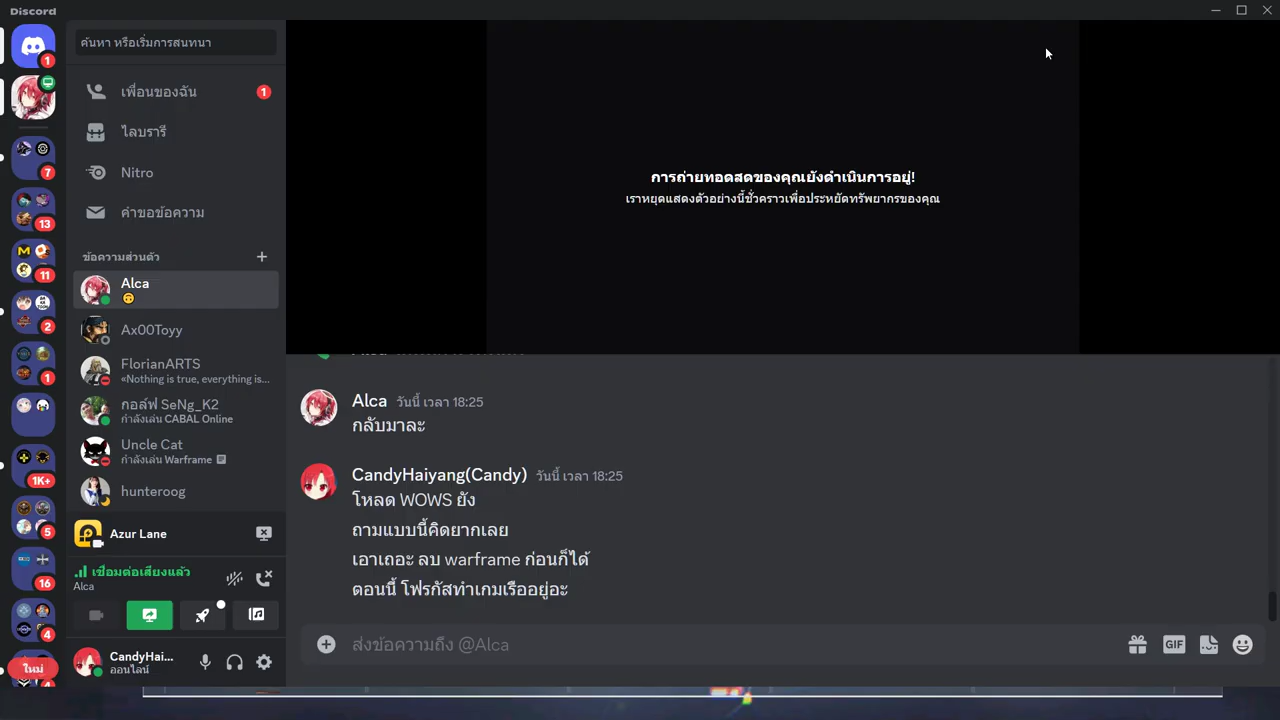 Discord
ค้นหา หรือเริ่มการสนทนา
1
เพื่อนของฉัน
1
ไลบรารี
7
Nitro
13
คำขอข้อความ
M
11
ข้อความส่วนตัว
Alca
2
Ax00Toyy
1
FlorianARTS
«Nothing is true, everything is...
กอล์ฟ SeNg_K2
กำลังเล่น CABAL Online
Uncle Cat
กำลังเล่น Warframe
1K+
hunteroog
5
Azur Lane
16
เชื่อมต่อเสียงแล้ว
Alca
4
CandyHai...
ออนไลน์
ใหม่
การถ่ายทอดสดของคุณยังดำเนินการอยู่!
เราหยุดแสดงตัวอย่างนี้ชั่วคราวเพื่อประหยัดทรัพยากรของคุณ
Alca วันนี้ เวลา 18:25
กลับมาละ
CandyHaiyang(Candy) วันนี้ เวลา 18:25
โหลด WOWS ยัง
ถามแบบนี้คิดยากเลย
เอาเถอะ ลบ warframe ก่อนก็ได้
ตอนนี้ โฟรกัสทำเกมเรืออยู่อะ
ส่งข้อความถึง @Alca
GIF